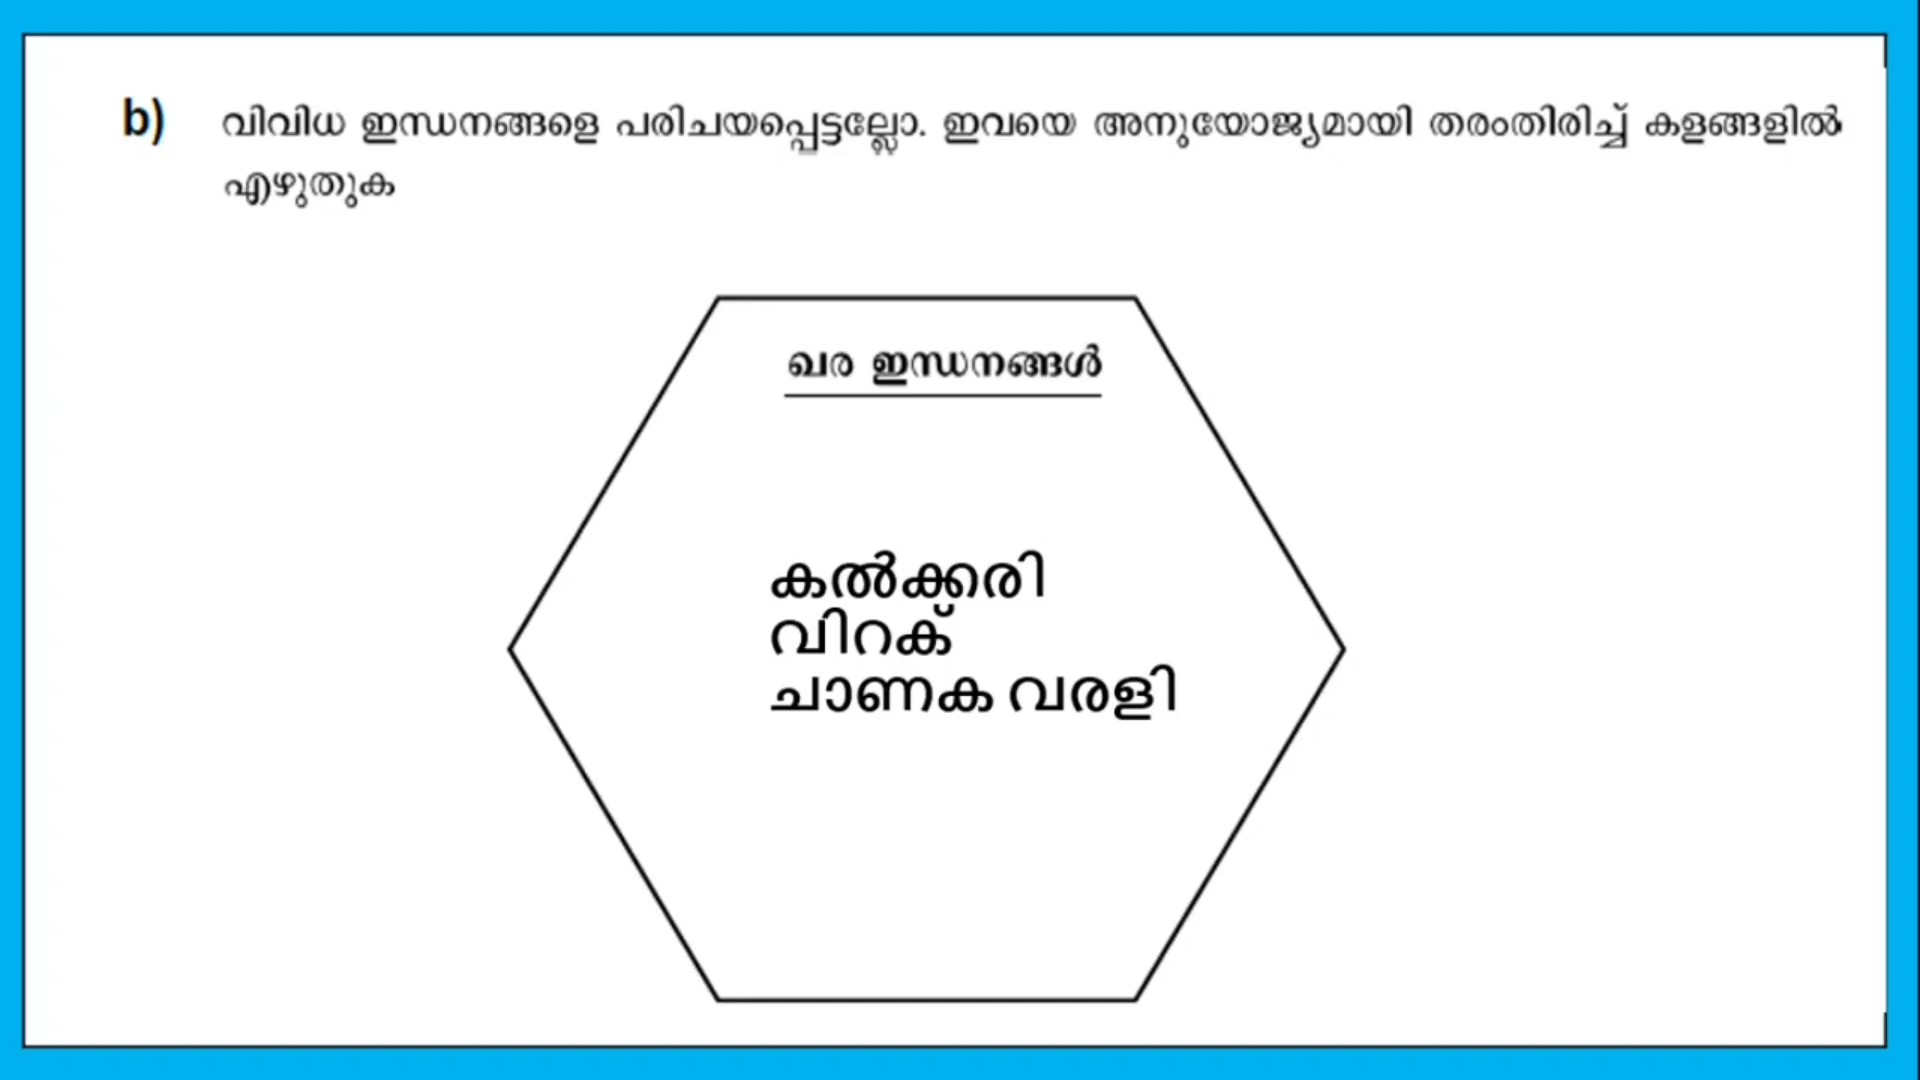 b) വിവിധ ഇന്ധനങ്ങളെ പരിചയപ്പെട്ടല്ലോ. ഇവയെ അനുയോജ്യമായി തരംതിരിച്ച് കളങ്ങളിൽ
എഴുതുക
ഖര ഇന്ധനങ്ങൾ
കൽക്കരി
വിറക്
ചാണക വരളി